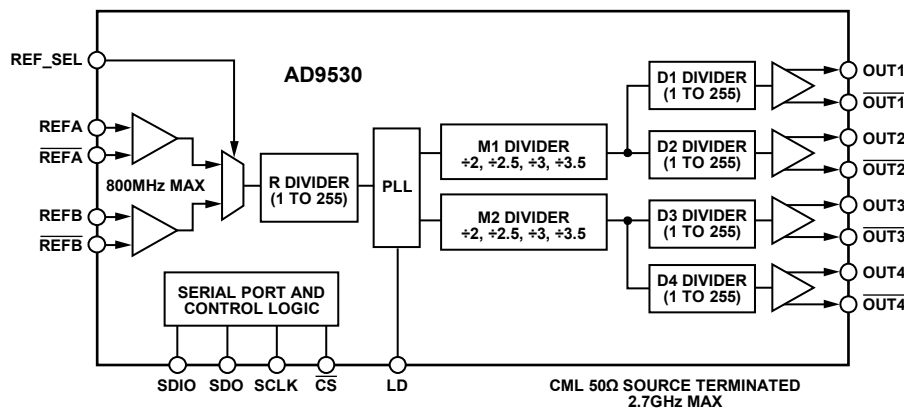 REF_SEL
AD9530
REFA
REFA
800MHz MAX
REFB
REFB
R DIVIDER
(1 TO 255)
PLL
M1 DIVIDER
÷2, ÷2.5, ÷3, ÷3.5
M2 DIVIDER
÷2, ÷2.5, ÷3, ÷3.5
D1 DIVIDER
(1 TO 255)
D2 DIVIDER
(1 TO 255)
D3 DIVIDER
(1 TO 255)
D4 DIVIDER
(1 TO 255)
OUT1
OUT1
OUT2
OUT2
OUT3
OUT3
OUT4
OUT4
SERIAL PORT AND
CONTROL LOGIC
SDIO
SDO
SCLK
CS
LD
CML 50Ω SOURCE TERMINATED
2.7GHz MAX